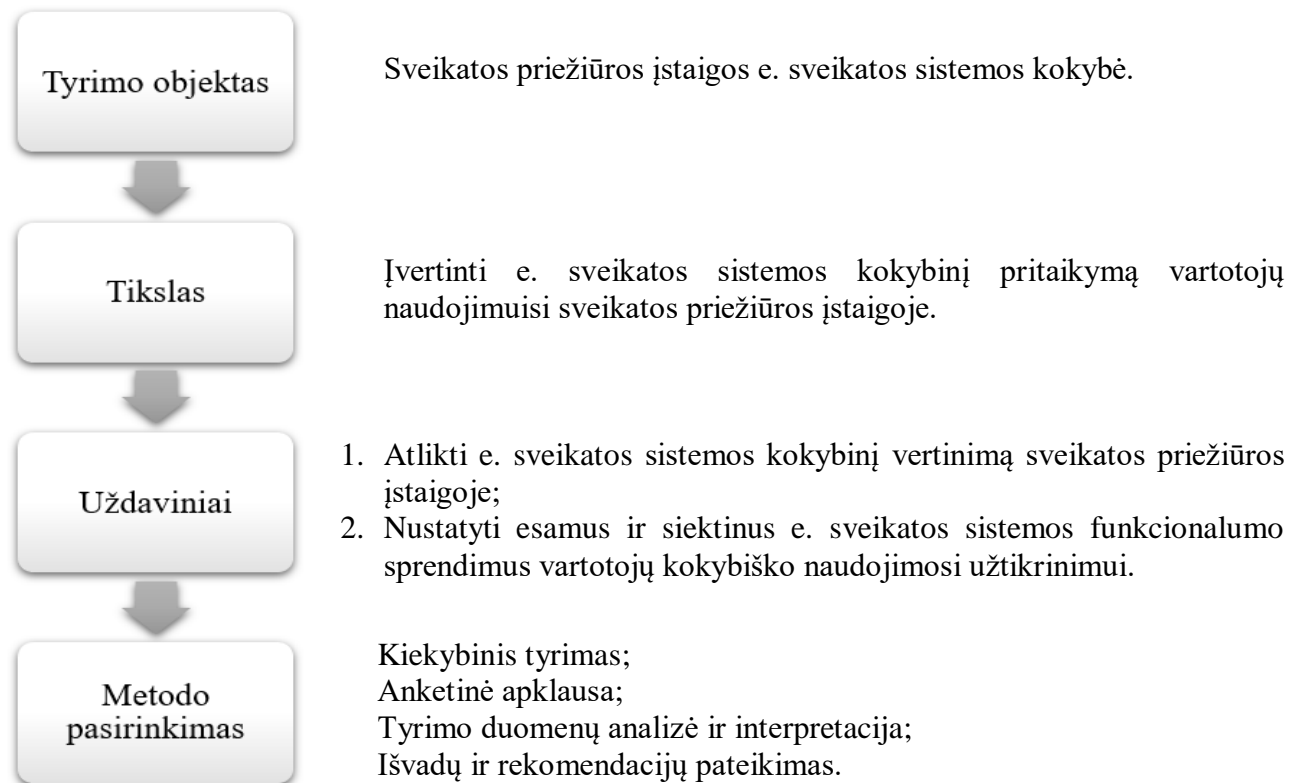 Tyrimo objektas
Sveikatos priežiūros įstaigos e. sveikatos sistemos kokybė.
Tikslas
Įvertinti e. sveikatos sistemos kokybinį pritaikymą vartotojų
naudojimuisi sveikatos priežiūros įstaigoje.
Uždaviniai
1. Atlikti e. sveikatos sistemos kokybinį vertinimą sveikatos priežiūros
įstaigoje;
2. Nustatyti esamus ir siektinus e. sveikatos sistemos funkcionalumo
sprendimus vartotojų kokybiško naudojimosi užtikrinimui.
Metodo
pasirinkimas
Kiekybinis tyrimas;
Anketinė apklausa;
Tyrimo duomenų analizė ir interpretacija;
Išvadų ir rekomendacijų pateikimas.